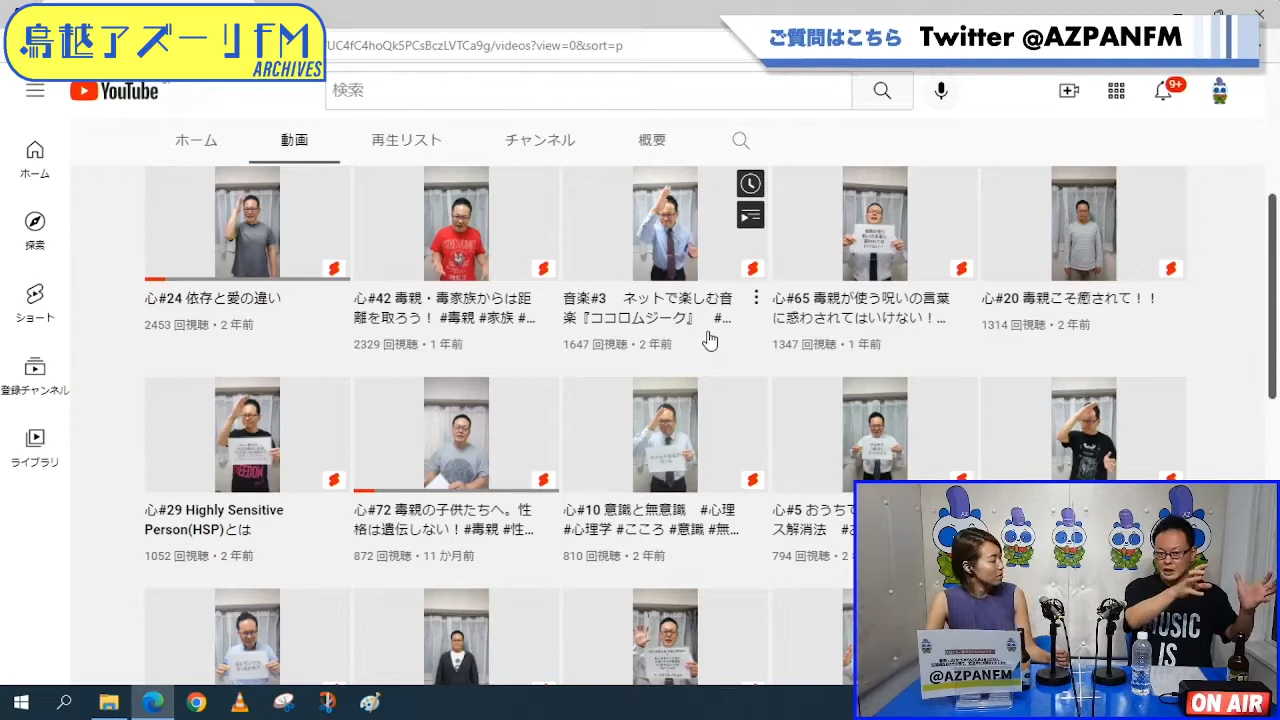 鳥越アズーリFM
ARCHIVES
ご質問はこちら Twitter @AZPANFM
UC4fC4hoQk5PCsBczLVTCa9g/videos?view=0&sort=p
YouTube
検索
9+
ホーム
動画
再生リスト
チャンネル
概要
ホーム
探索
ショート
登録チャンネル
ライブラリ
心#24 依存と愛の違い
2453 回視聴・2 年前
心#42 毒親・毒家族からは距
離を取ろう！ #毒親 #家族 #...
2329 回視聴・1 年前
音楽#3 ネットで楽しむ音
楽『ココロムジーク』 #...
1647 回視聴・2 年前
心#65 毒親が使う呪いの言葉
に惑わされてはいけない！...
1347 回視聴・1 年前
心#20 毒親こそ癒されて！！
1314 回視聴・2 年前
心#29 Highly Sensitive
Person(HSP)とは
1052 回視聴・2 年前
心#72 毒親の子供たちへ。性
格は遺伝しない！#毒親 #性...
872 回視聴・11 か月前
心#10 意識と無意識 #心理
#心理学 #こころ #意識 #無...
810 回視聴・2 年前
心#5 おうちで
ス解消法
794 回視聴・2
FREEDOM
MUSIC
IS
@AZPANFM
ON AIR